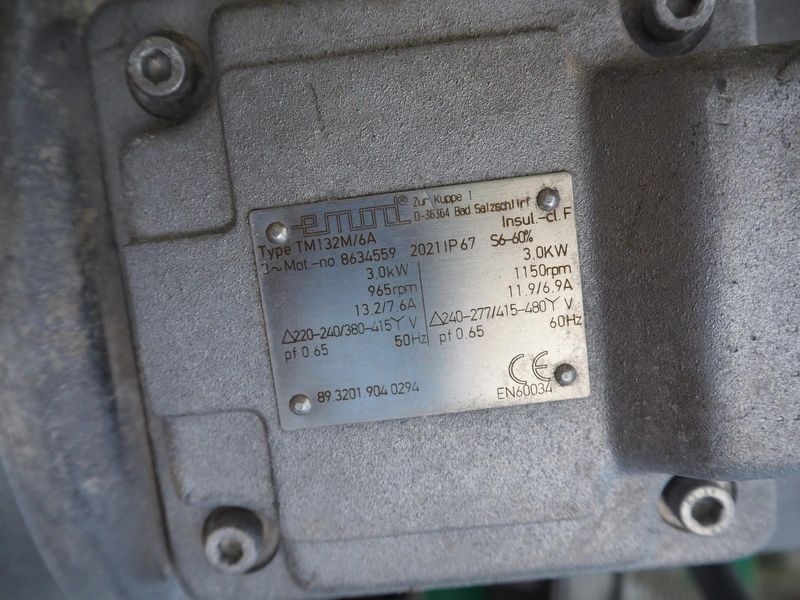 emod® Zur Kuppe 1
D-36364 Bad Salzschlirf
Type TM132M/6A Insul.-cl.F
3~Mot.-no 8634559 2021 IP67 S6-60%
3.0kW 3.0KW
965rpm 1150rpm
13.2/7.6A 11.9/6.9A
△220-240/380-415Y V △240-277/415-480Y V
pf 0.65 50Hz pf 0.65 60Hz
CE
89 3201 904 0294 EN60034